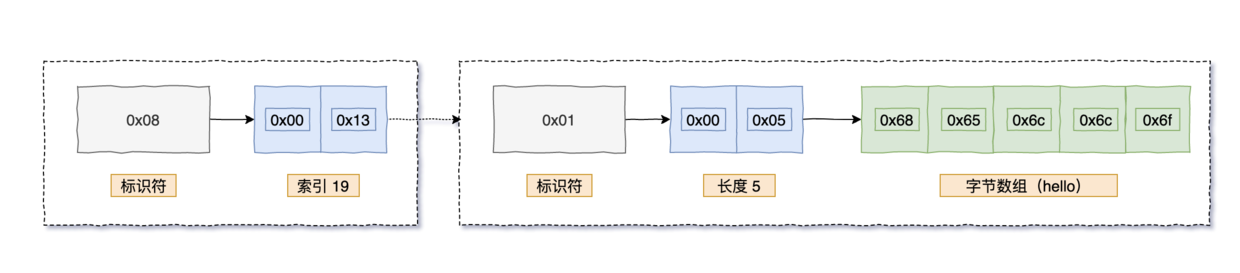 0x08
0x00
0x13
0x01
0x00
0x05
0x68
0x65
0x6c
0x6c
0x6f
标识符
索引 19
标识符
长度 5
字节数组（hello）